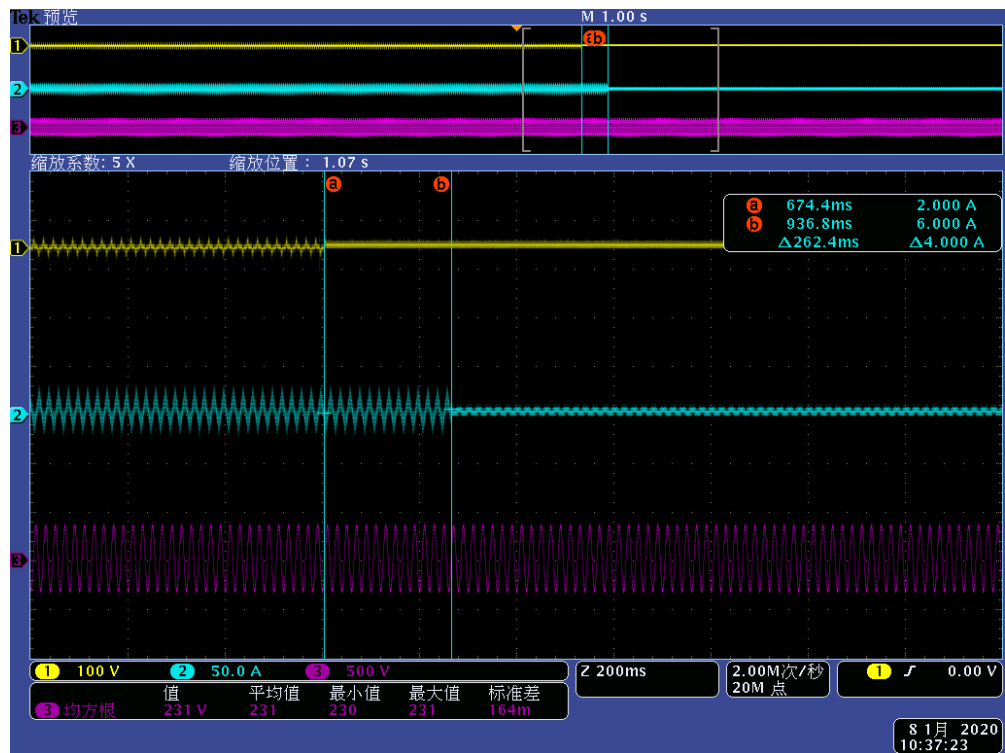 Tek 预览 M 1.00 s
1
2
3
a b
缩放系数: 5 X 缩放位置: 1.07 s
a b
a 674.4ms 2.000 A
b 936.8ms 6.000 A
Δ262.4ms Δ4.000 A
1
2
3
1 100 V 2 50.0 A 3 500 V
Z 200ms
2.00M次/秒
20M 点
1 0.00 V
值 平均值 最小值 最大值 标准差
3 均方根 231 V 231 230 231 164m
8 1月 2020
10:37:23